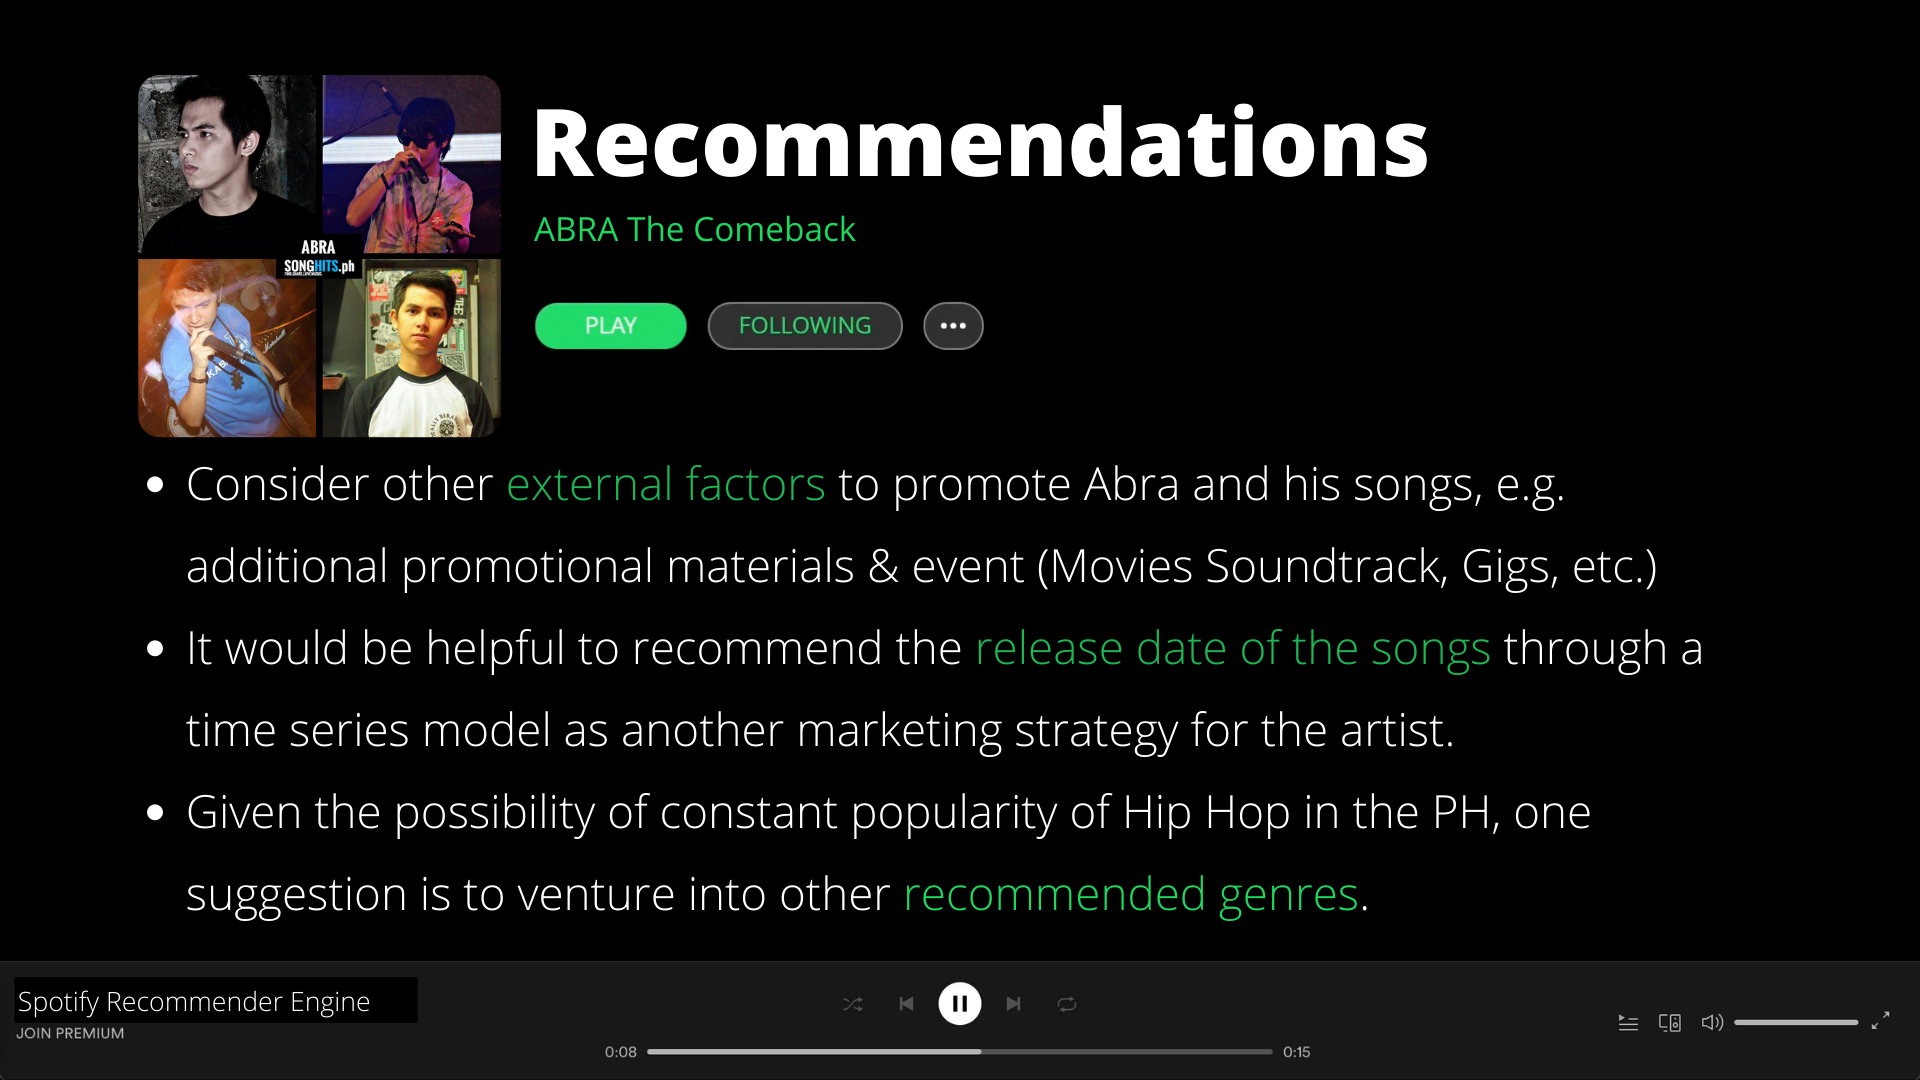 Recommendations
ABRA The Comeback
PLAY
FOLLOWING
ABRA
SONGHITS.ph
• Consider other external factors to promote Abra and his songs, e.g.
additional promotional materials & event (Movies Soundtrack, Gigs, etc.)
• It would be helpful to recommend the release date of the songs through a
time series model as another marketing strategy for the artist.
• Given the possibility of constant popularity of Hip Hop in the PH, one
suggestion is to venture into other recommended genres.
Spotify Recommender Engine
JOIN PREMIUM
0:08
0:15